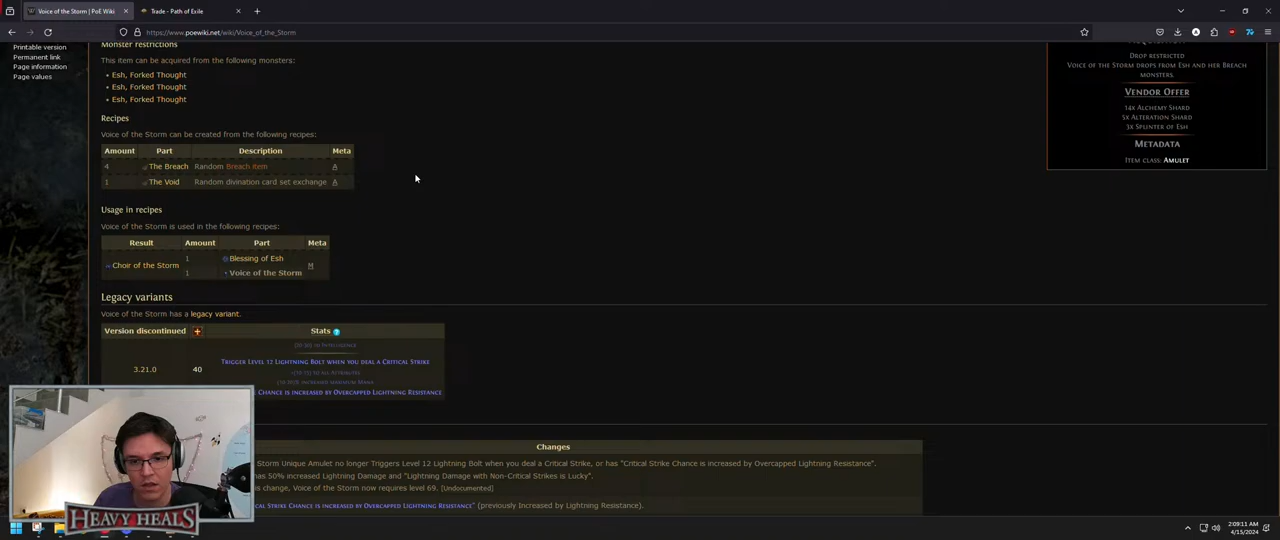 Voice of the Storm | PoE Wiki
Trade - Path of Exile
https://www.poewiki.net/wiki/Voice_of_the_Storm
Printable version
Permanent link
Page information
Page values
Monster restrictions
This item can be acquired from the following monsters:
Esh, Forked Thought
Esh, Forked Thought
Esh, Forked Thought
Recipes
Voice of the Storm can be created from the following recipes:
Amount Part Description Meta
4 The Breach Random Breach item A
1 The Void Random divination card set exchange A
Usage in recipes
Voice of the Storm is used in the following recipes:
Result Amount Part Meta
Choir of the Storm 1 Blessing of Esh M
1 Voice of the Storm
Legacy variants
Voice of the Storm has a legacy variant.
Version discontinued Stats
3.21.0 40
Trigger Level 12 Lightning Bolt when you deal a Critical Strike
Chance is increased by Overcapped Lightning Resistance
Changes
Storm Unique Amulet no longer Triggers Level 12 Lightning Bolt when you deal a Critical Strike, or has "Critical Strike Chance is increased by Overcapped Lightning Resistance".
has 50% increased Lightning Damage and "Lightning Damage with Non-Critical Strikes is Lucky".
is change, Voice of the Storm now requires level 69. [Undocumented]
ical Strike Chance is increased by Overcapped Lightning Resistance" (previously Increased by Lightning Resistance).
Drop restricted
Voice of the Storm drops from Esh and her Breach
monsters.
Vendor Offer
14x Alchemy Shard
5x Alteration Shard
3x Splinter of Esh
Metadata
Item class: Amulet
HEAVY HEALS
2:09:11 AM
4/15/2024